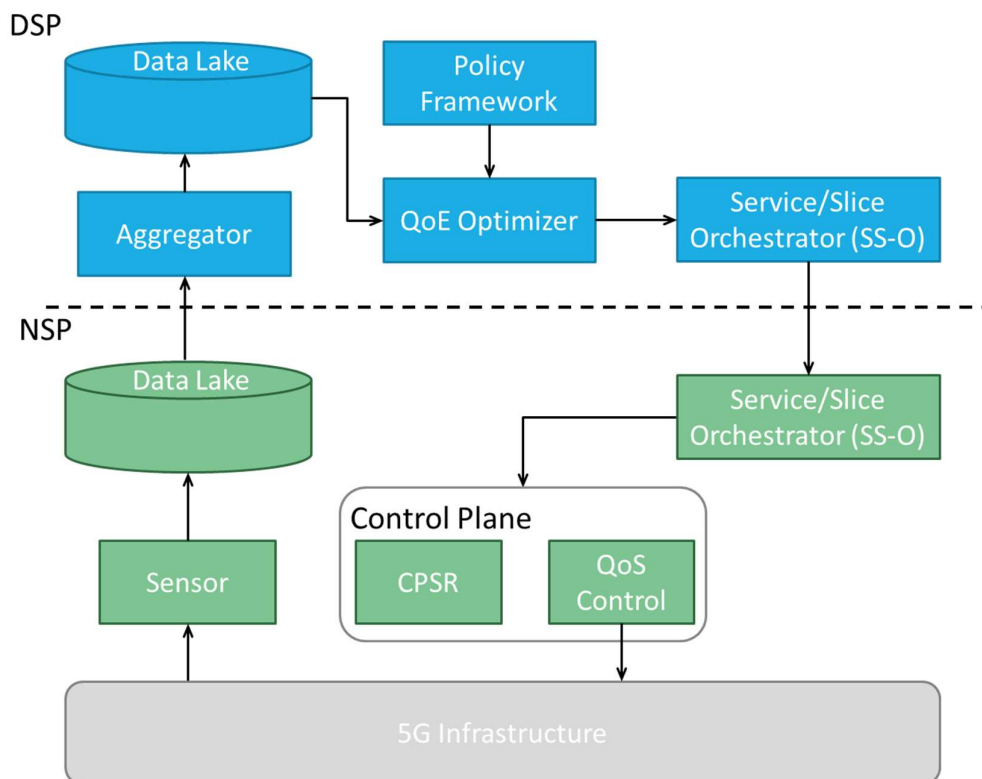 DSP
Data Lake
Policy
Framework
Aggregator
QoE Optimizer
Service/Slice
Orchestrator (SS-O)
NSP
Data Lake
Service/Slice
Orchestrator (SS-O)
Control Plane
Sensor
CPSR
QoS
Control
5G Infrastructure